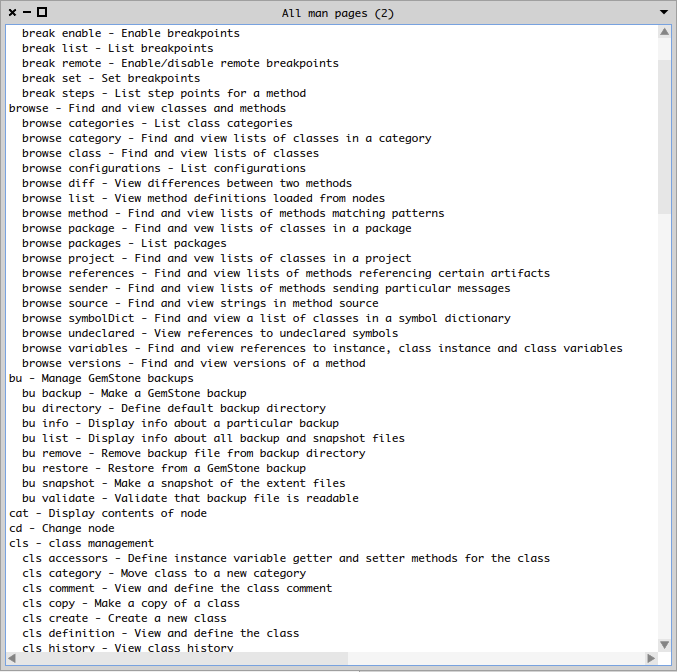 All man pages (2)
break enable - Enable breakpoints
break list - List breakpoints
break remote - Enable/disable remote breakpoints
break set - Set breakpoints
break steps - List step points for a method
browse - Find and view classes and methods
browse categories - List class categories
browse category - Find and view lists of classes in a category
browse class - Find and view lists of classes
browse configurations - List configurations
browse diff - View differences between two methods
browse list - View method definitions loaded from nodes
browse method - Find and view lists of methods matching patterns
browse package - Find and vew lists of classes in a package
browse packages - List packages
browse project - Find and vew lists of classes in a project
browse references - Find and view lists of methods referencing certain artifacts
browse sender - Find and view lists of methods sending particular messages
browse source - Find and view strings in method source
browse symbolDict - Find and view a list of classes in a symbol dictionary
browse undeclared - View references to undeclared symbols
browse variables - Find and view references to instance, class instance and class variables
browse versions - Find and view versions of a method
bu - Manage GemStone backups
bu backup - Make a GemStone backup
bu directory - Define default backup directory
bu info - Display info about a particular backup
bu list - Display info about all backup and snapshot files
bu remove - Remove backup file from backup directory
bu restore - Restore from a GemStone backup
bu snapshot - Make a snapshot of the extent files
bu validate - Validate that backup file is readable
cat - Display contents of node
cd - Change node
cls - class management
cls accessors - Define instance variable getter and setter methods for the class
cls category - Move class to a new category
cls comment - View and define the class comment
cls copy - Make a copy of a class
cls create - Create a new class
cls definition - View and define the class
cls history - View class history